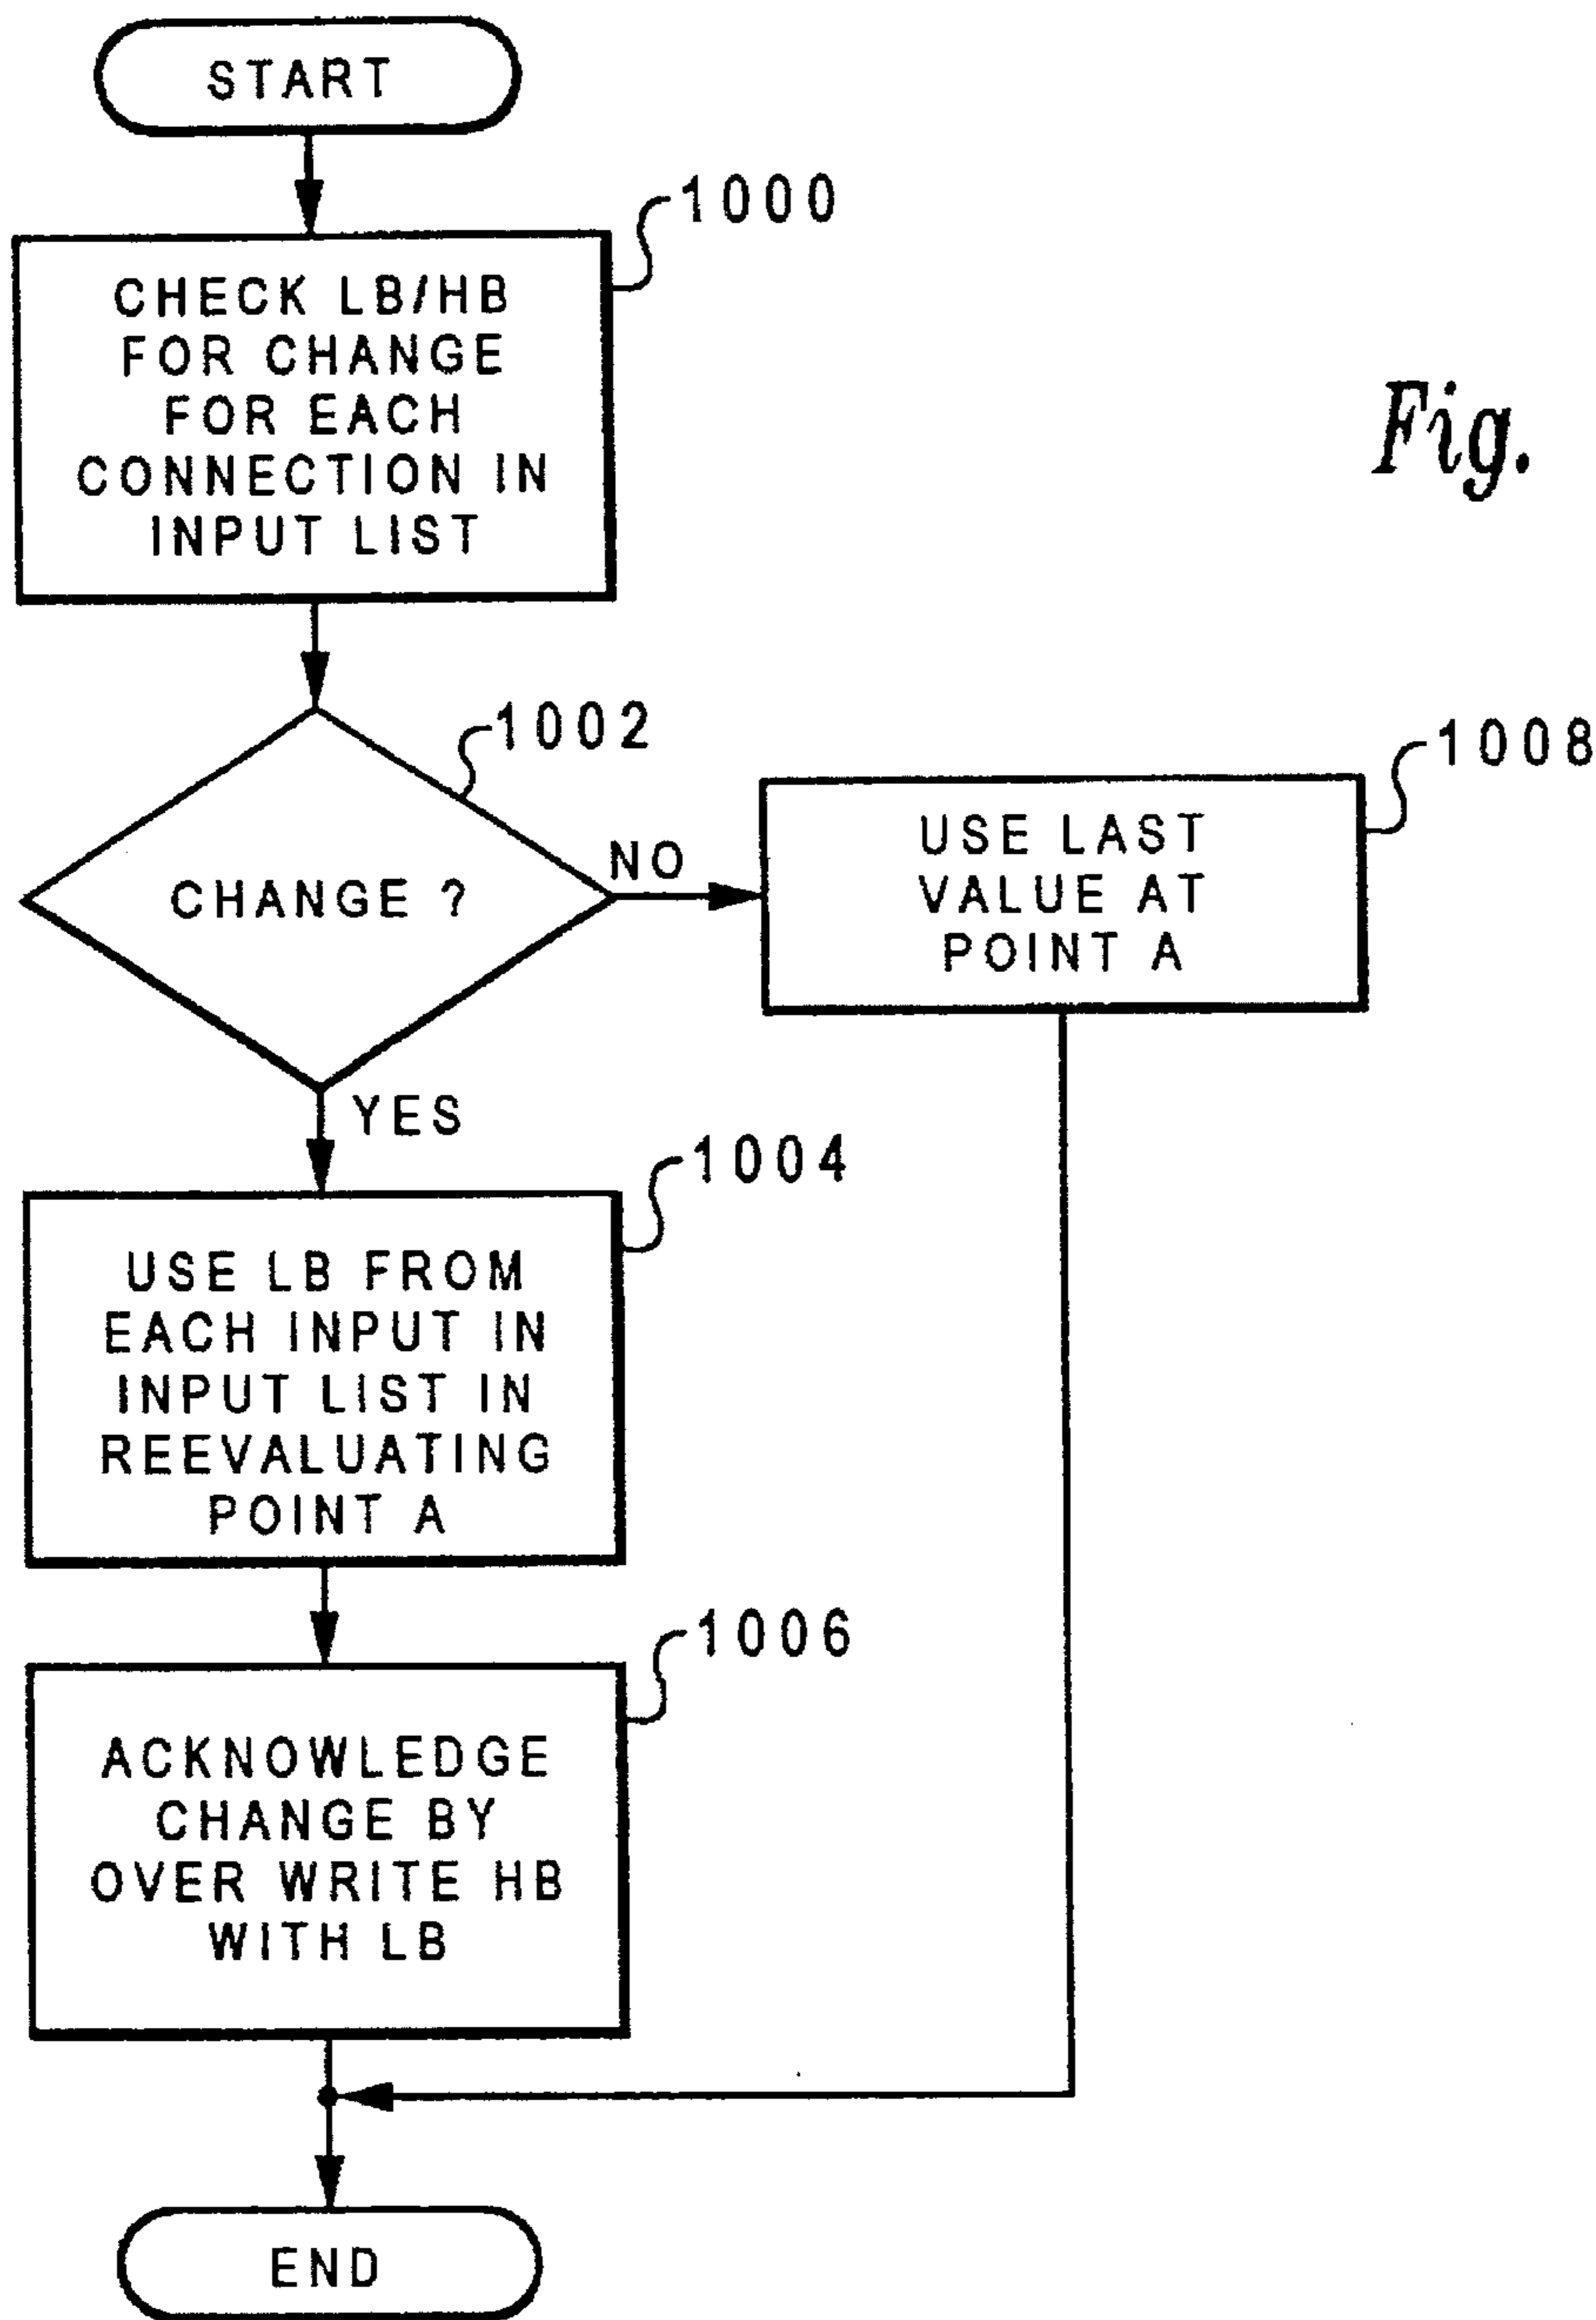 START
1000
CHECK LB/HB
FOR CHANGE
FOR EACH
CONNECTION IN
INPUT LIST
Fig.
1002
CHANGE ?
NO
1008
USE LAST
VALUE AT
POINT A
YES
1004
USE LB FROM
EACH INPUT IN
INPUT LIST IN
REEVALUATING
POINT A
1006
ACKNOWLEDGE
CHANGE BY
OVER WRITE HB
WITH LB
END